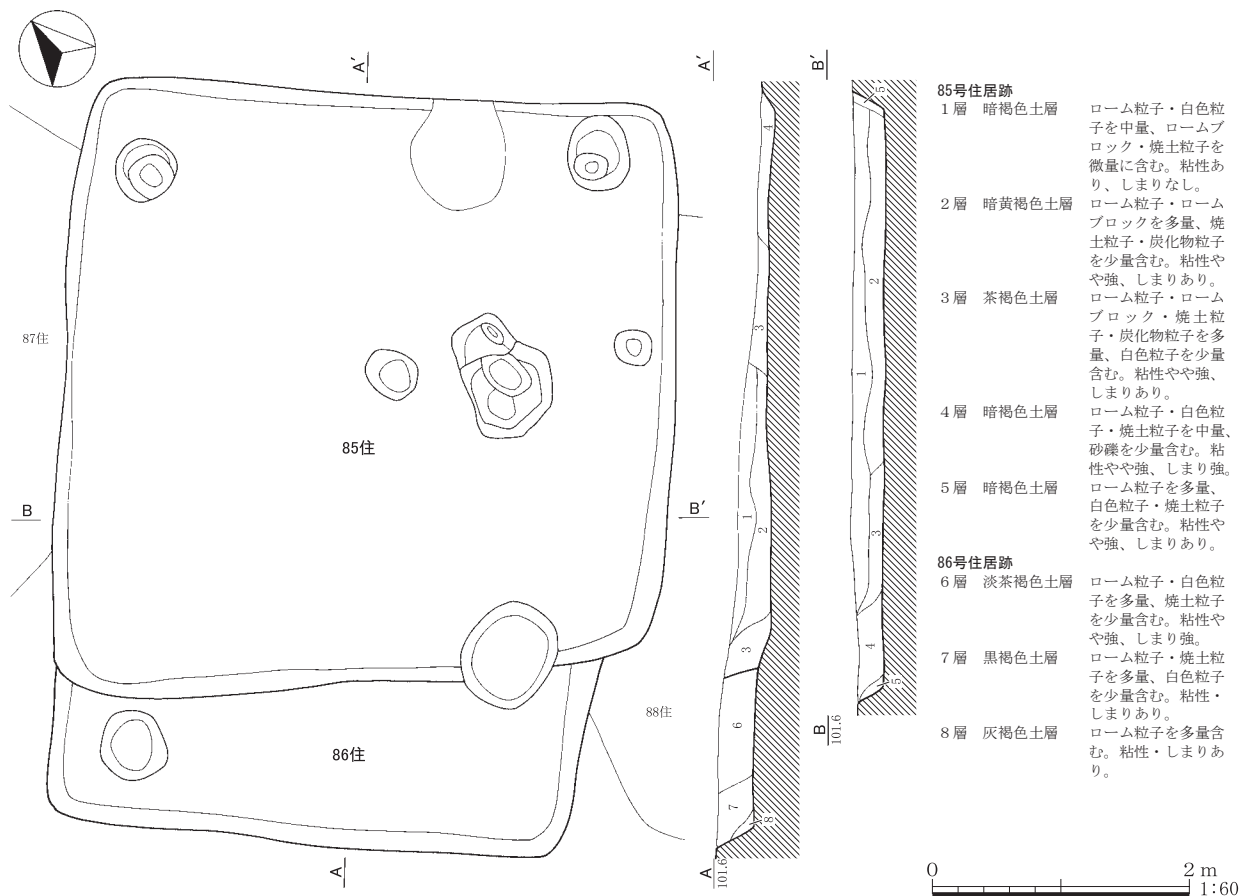 A′
A′
B′
87住
85住
B
B′
86住
88住
A
A
101.6
B
101.6
4
3
1
2
3
6
7
8
5
2
1
3
4
5
85号住居跡
1層 暗褐色土層 ローム粒子・白色粒
子を中量、ロームブ
ロック・焼土粒子を
微量に含む。粘性あ
り、しまりなし。
2層 暗黄褐色土層 ローム粒子・ローム
ブロックを多量、焼
土粒子・炭化物粒子
を少量含む。粘性や
や強、しまりあり。
3層 茶褐色土層 ローム粒子・ローム
ブロック・焼土粒
子・炭化物粒子を多
量、白色粒子を少量
含む。粘性やや強、
しまりあり。
4層 暗褐色土層 ローム粒子・白色粒
子・焼土粒子を中量、
砂礫を少量含む。粘
性やや強、しまり強。
5層 暗褐色土層 ローム粒子を多量、
白色粒子・焼土粒子
を少量含む。粘性や
や強、しまりあり。
86号住居跡
6層 淡茶褐色土層 ローム粒子・白色粒
子を多量、焼土粒子
を少量含む。粘性や
や強、しまり強。
7層 黒褐色土層 ローム粒子・焼土粒
子を多量、白色粒子
を少量含む。粘性・
しまりあり。
8層 灰褐色土層 ローム粒子を多量含
む。粘性・しまりあ
り。
0 2 m
1:60